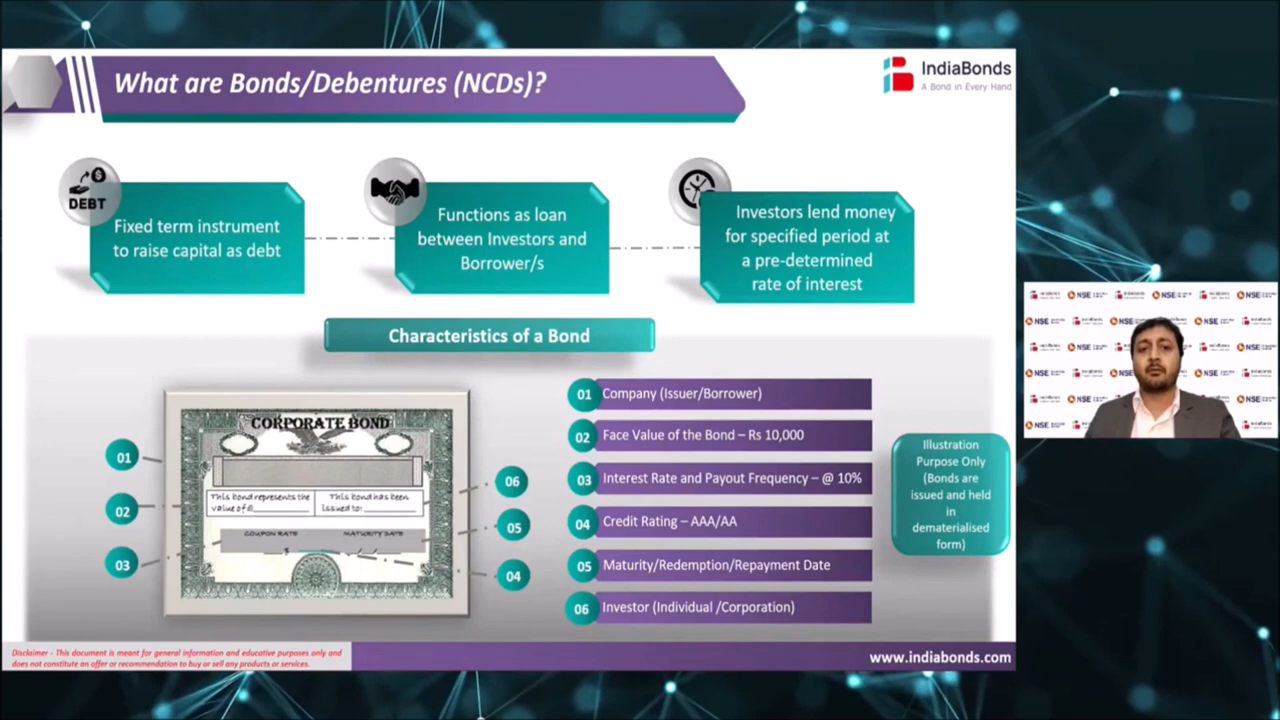 What are Bonds/Debentures (NCDs)?
IndiaBonds
A Bond in Every Hand
DEBT
Fixed term instrument
to raise capital as debt
Functions as loan
between Investors and
Borrower/s
Investors lend money
for specified period at
a pre-determined
rate of interest
Characteristics of a Bond
CORPORATE BOND
This bond represents the
value of
This bond has been
issued to:
COUPON RATE
MATURITY DATE
01
02
03
06
05
04
01 Company (Issuer/Borrower)
02 Face Value of the Bond – Rs 10,000
03 Interest Rate and Payout Frequency – @ 10%
04 Credit Rating – AAA/AA
05 Maturity/Redemption/Repayment Date
06 Investor (Individual /Corporation)
Illustration
Purpose Only
(Bonds are
issued and held
in
dematerialised
form)
Disclaimer - This document is meant for general information and educative purposes only and
does not constitute an offer or recommendation to buy or sell any products or services.
www.indiabonds.com
NSE